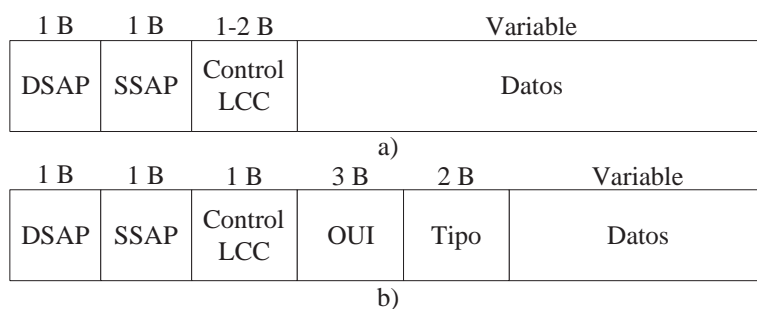 1 B 1 B 1-2 B Variable
DSAP SSAP Control LCC Datos
a)
1 B 1 B 1 B 3 B 2 B Variable
DSAP SSAP Control LCC OUI Tipo Datos
b)